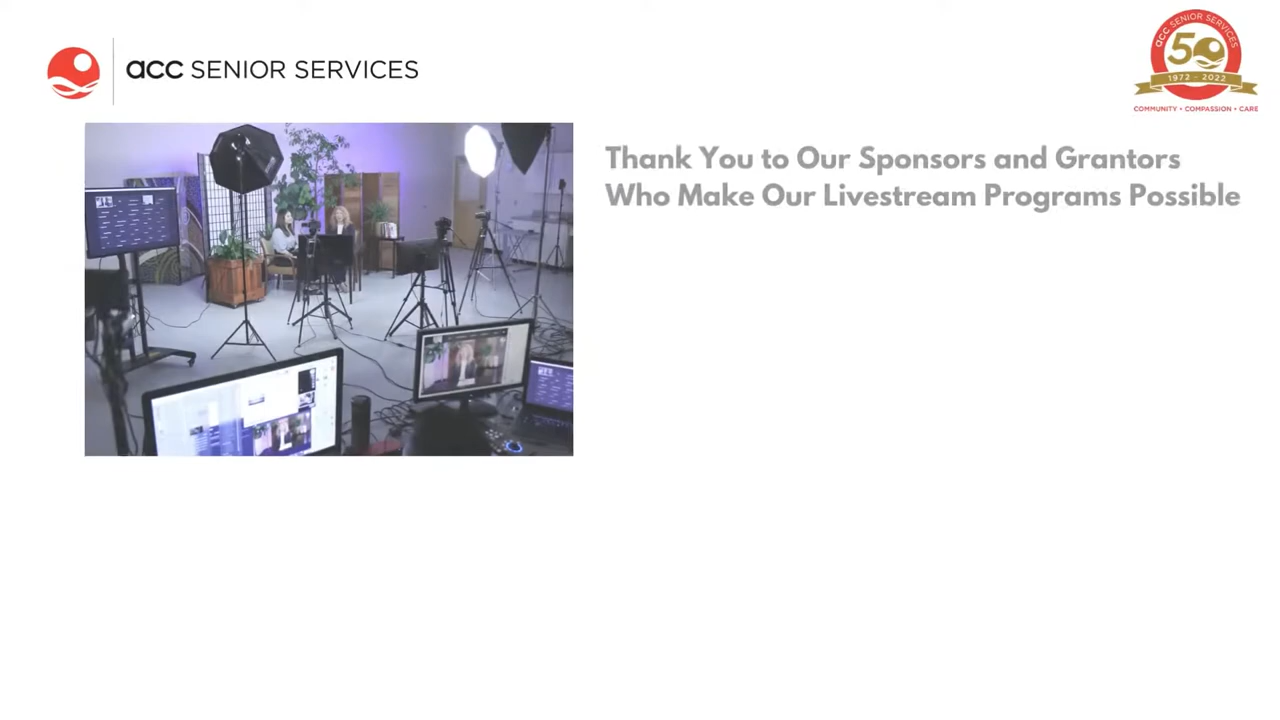 acc SENIOR SERVICES
acc SENIOR SERVICES
50
1972 - 2022
COMMUNITY • COMPASSION • CARE
Thank You to Our Sponsors and Grantors
Who Make Our Livestream Programs Possible